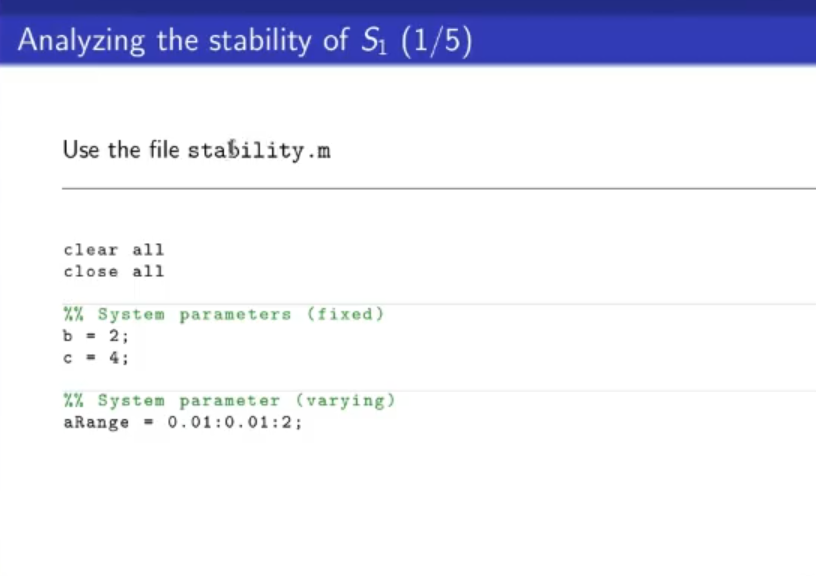 Analyzing the stability of S₁ (1/5)
Use the file stability.m
clear all
close all
%% System parameters (fixed)
b = 2;
c = 4;
%% System parameter (varying)
aRange = 0.01:0.01:2;